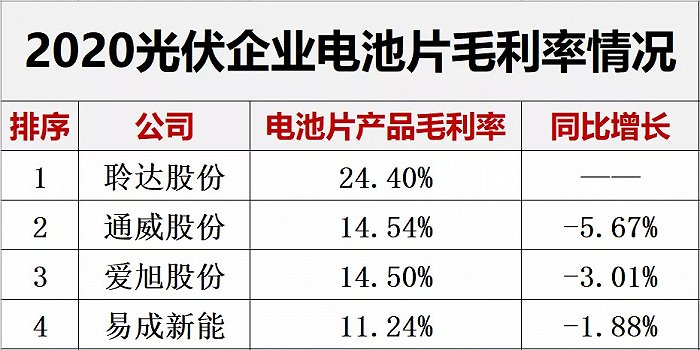 2020光伏企业电池片毛利率情况
排序 公司 电池片产品毛利率 同比增长
1 聆达股份 24.40% ——
2 通威股份 14.54% -5.67%
3 爱旭股份 14.50% -3.01%
4 易成新能 11.24% -1.88%